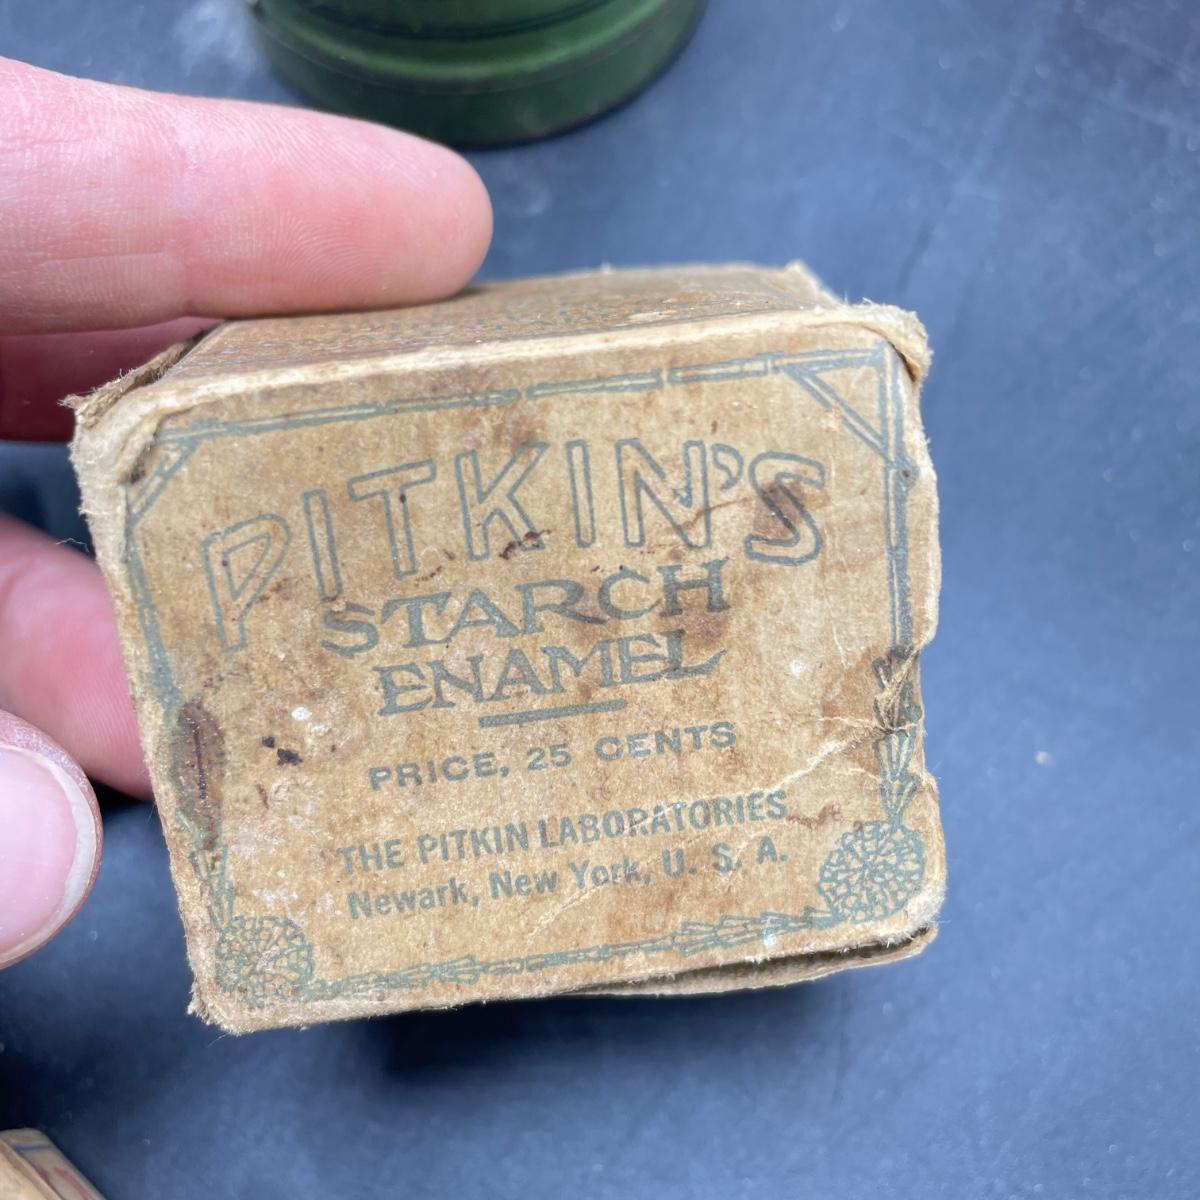 PITKIN'S
STARCH
ENAMEL
PRICE, 25 CENTS
THE PITKIN LABORATORIES
Newark, New York, U. S. A.